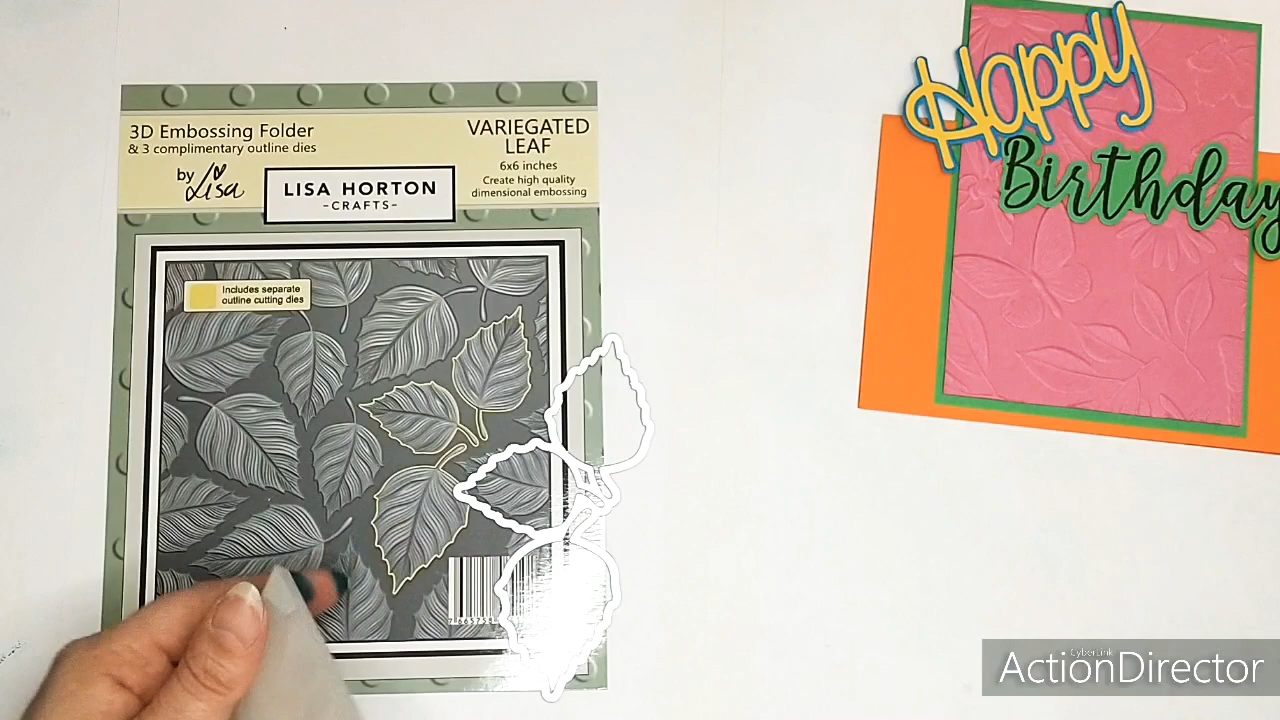 3D Embossing Folder
& 3 complimentary outline dies
by Lisa
LISA HORTON
-CRAFTS-
VARIEGATED
LEAF
6x6 inches
Create high quality
dimensional embossing
Includes separate
outline cutting dies
Happy
Birthday
CyberLink
ActionDirector